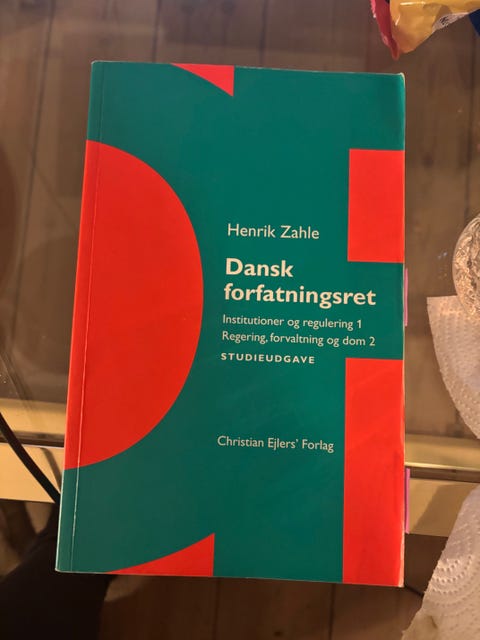 Henrik Zahle
Dansk
forfatningsret
Institutioner og regulering 1
Regering, forvaltning og dom 2
STUDIEUDGAVE
Christian Ejlers' Forlag